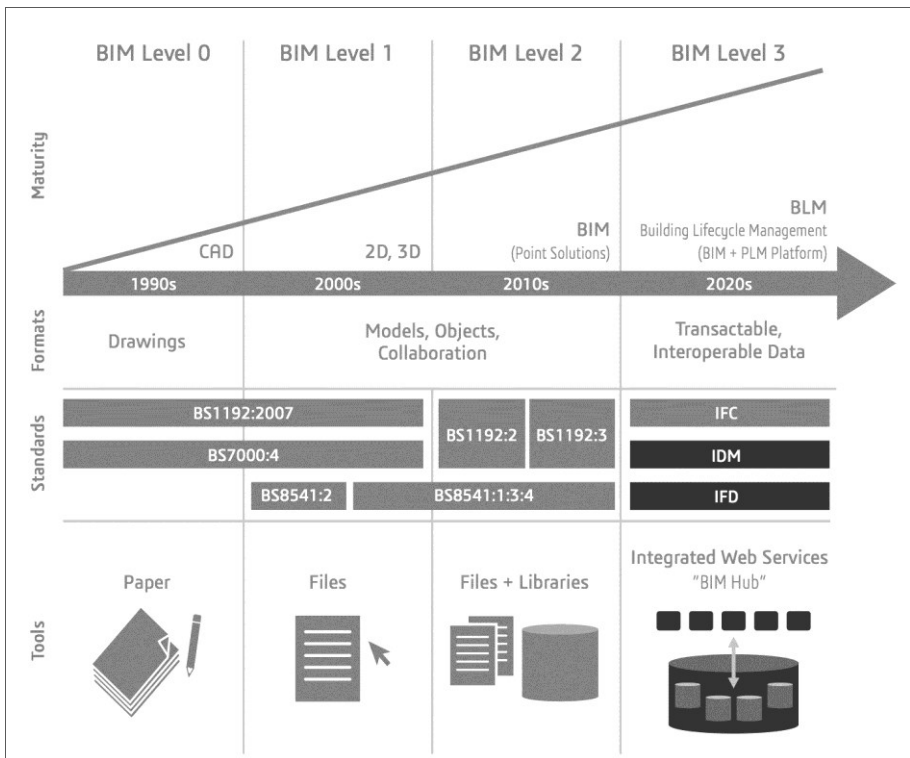 BIM Level 0
BIM Level 1
BIM Level 2
BIM Level 3
Maturity
CAD
2D, 3D
BIM
(Point Solutions)
BLM
Building Lifecycle Management
(BIM + PLM Platform)
1990s
2000s
2010s
2020s
Formats
Drawings
Models, Objects,
Collaboration
Transactable,
Interoperable Data
Standards
BS1192:2007
BS7000:4
BS1192:2
BS1192:3
BS8541:2
BS8541:1:3:4
IFC
IDM
IFD
Tools
Paper
Files
Files + Libraries
Integrated Web Services
"BIM Hub"